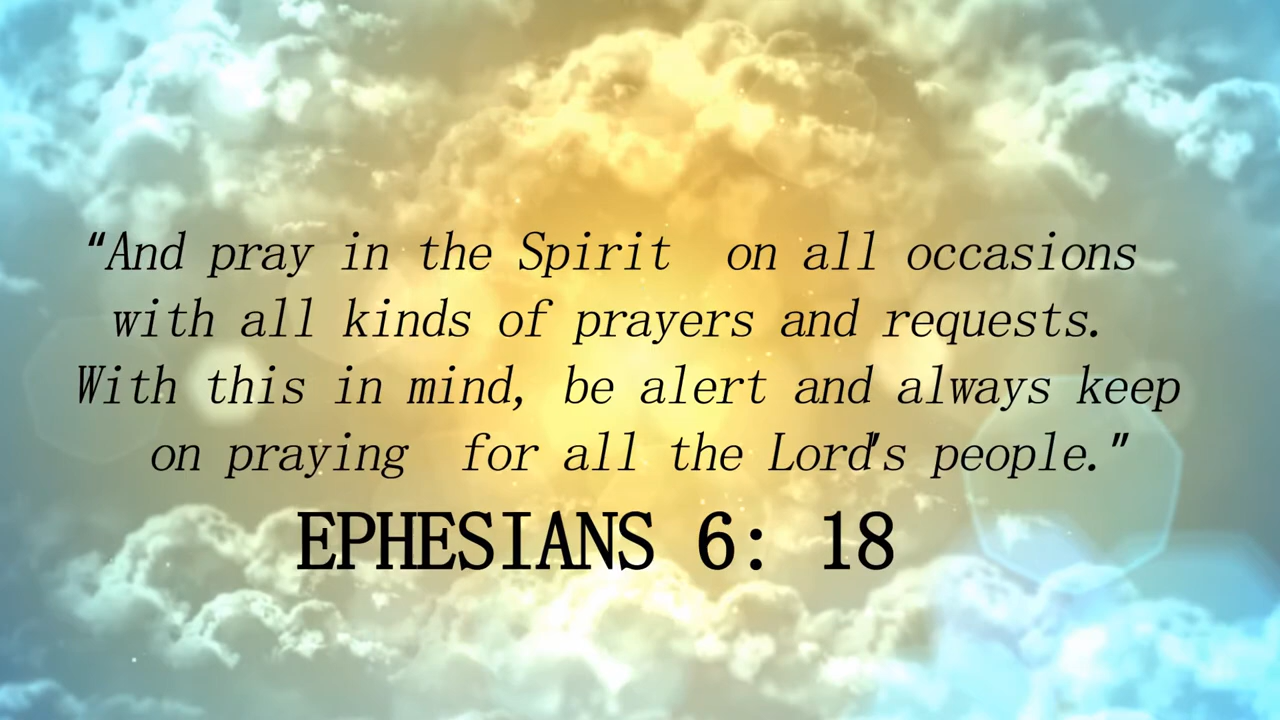 “And pray in the Spirit  on all occasions
with all kinds of prayers and requests.
With this in mind, be alert and always keep
on praying  for all the Lord's people.”
EPHESIANS 6: 18